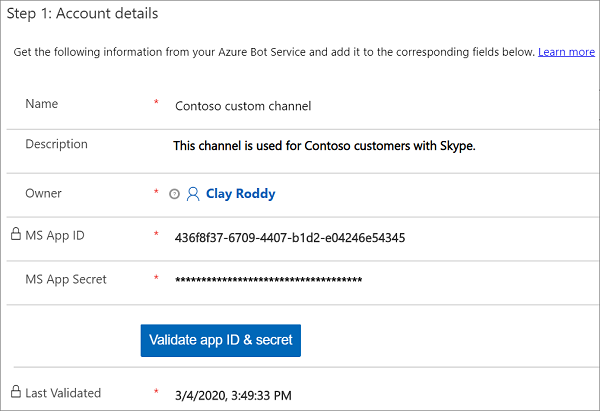 Step 1: Account details
Get the following information from your Azure Bot Service and add it to the corresponding fields below. Learn more
Name * Contoso custom channel
Description This channel is used for Contoso customers with Skype.
Owner * Clay Roddy
MS App ID * 436f8f37-6709-4407-b1d2-e04246e54345
MS App Secret * ************************************
Validate app ID & secret
Last Validated * 3/4/2020, 3:49:33 PM